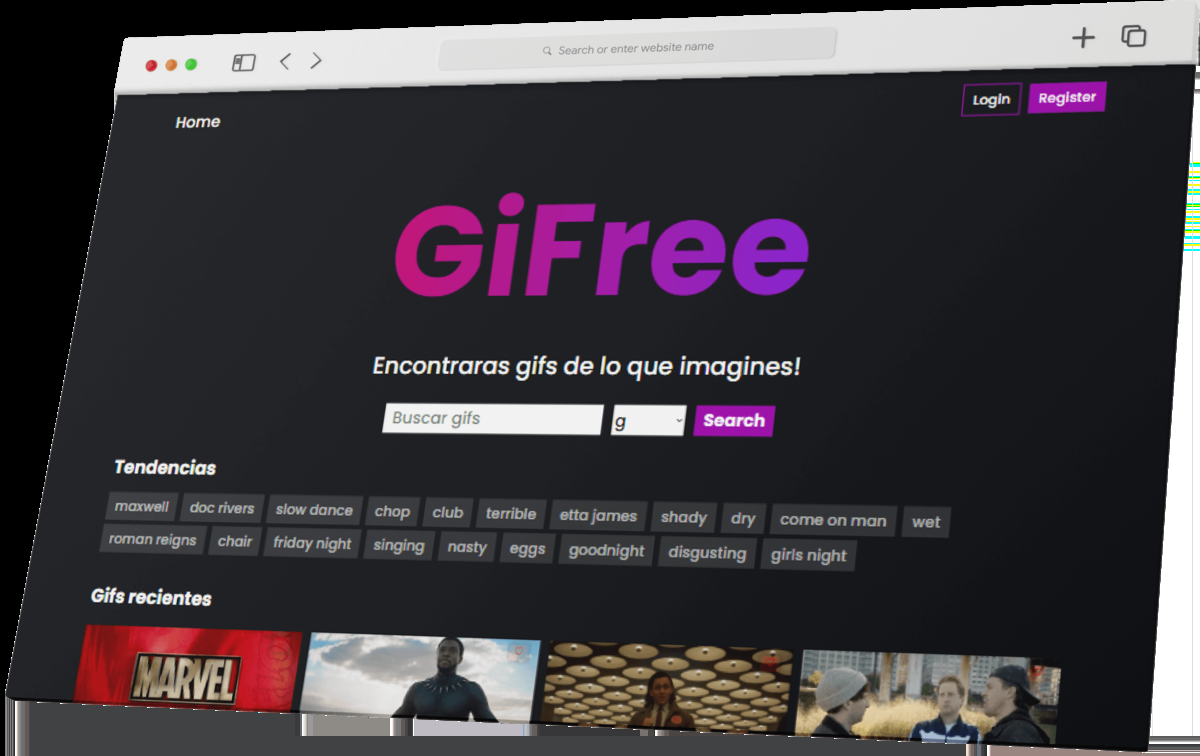 Search or enter website name
Home
Login
Register
GiFree
Encontraras gifs de lo que imagines!
Buscar gifs
g
Search
Tendencias
maxwell doc rivers slow dance chop club terrible etta james shady dry come on man wet
roman reigns chair friday night singing nasty eggs goodnight disgusting girls night
Gifs recientes
MARVEL